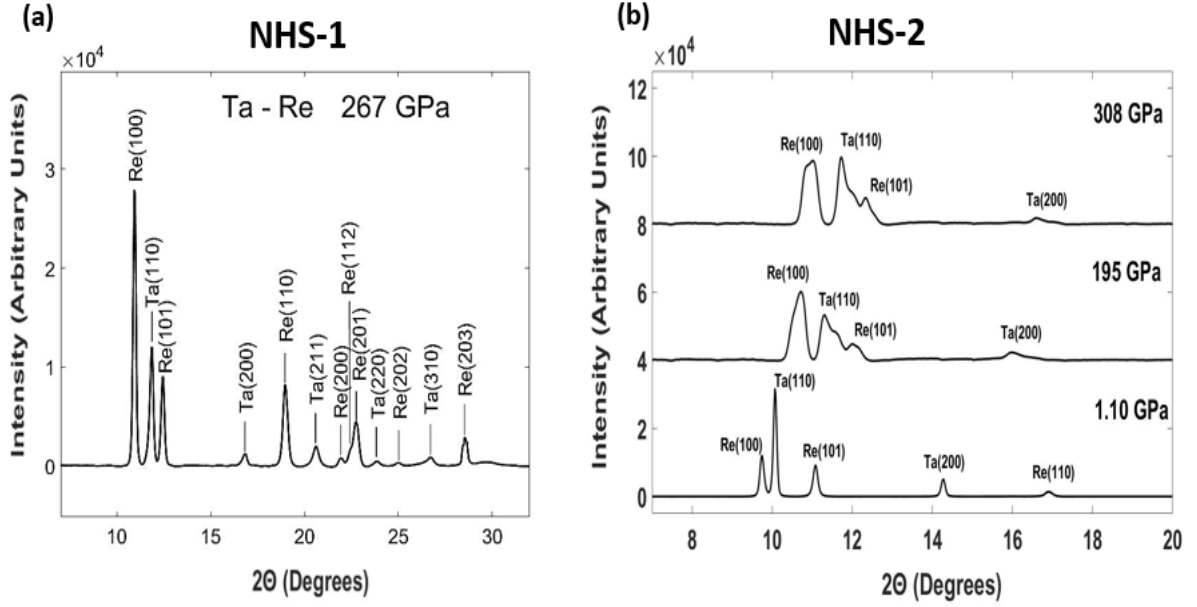 (a)
NHS-1
×10⁴
Ta - Re 267 GPa
Re(100)
Ta(110)
Re(101)
Ta(200)
Re(110)
Ta(211)
Re(200)
Re(112)
Re(201)
Ta(220)
Re(202)
Ta(310)
Re(203)
Intensity (Arbitrary Units)
3
2
1
0
10 15 20 25 30
2Θ (Degrees)
(b)
NHS-2
×10⁴
Intensity (Arbitrary Units)
12
10
8
6
4
2
0
308 GPa
Re(100)
Ta(110)
Re(101)
Ta(200)
195 GPa
Re(100)
Ta(110)
Re(101)
Ta(200)
1.10 GPa
Ta(110)
Re(100)
Re(101)
Ta(200)
Re(110)
8 10 12 14 16 18 20
2Θ (Degrees)